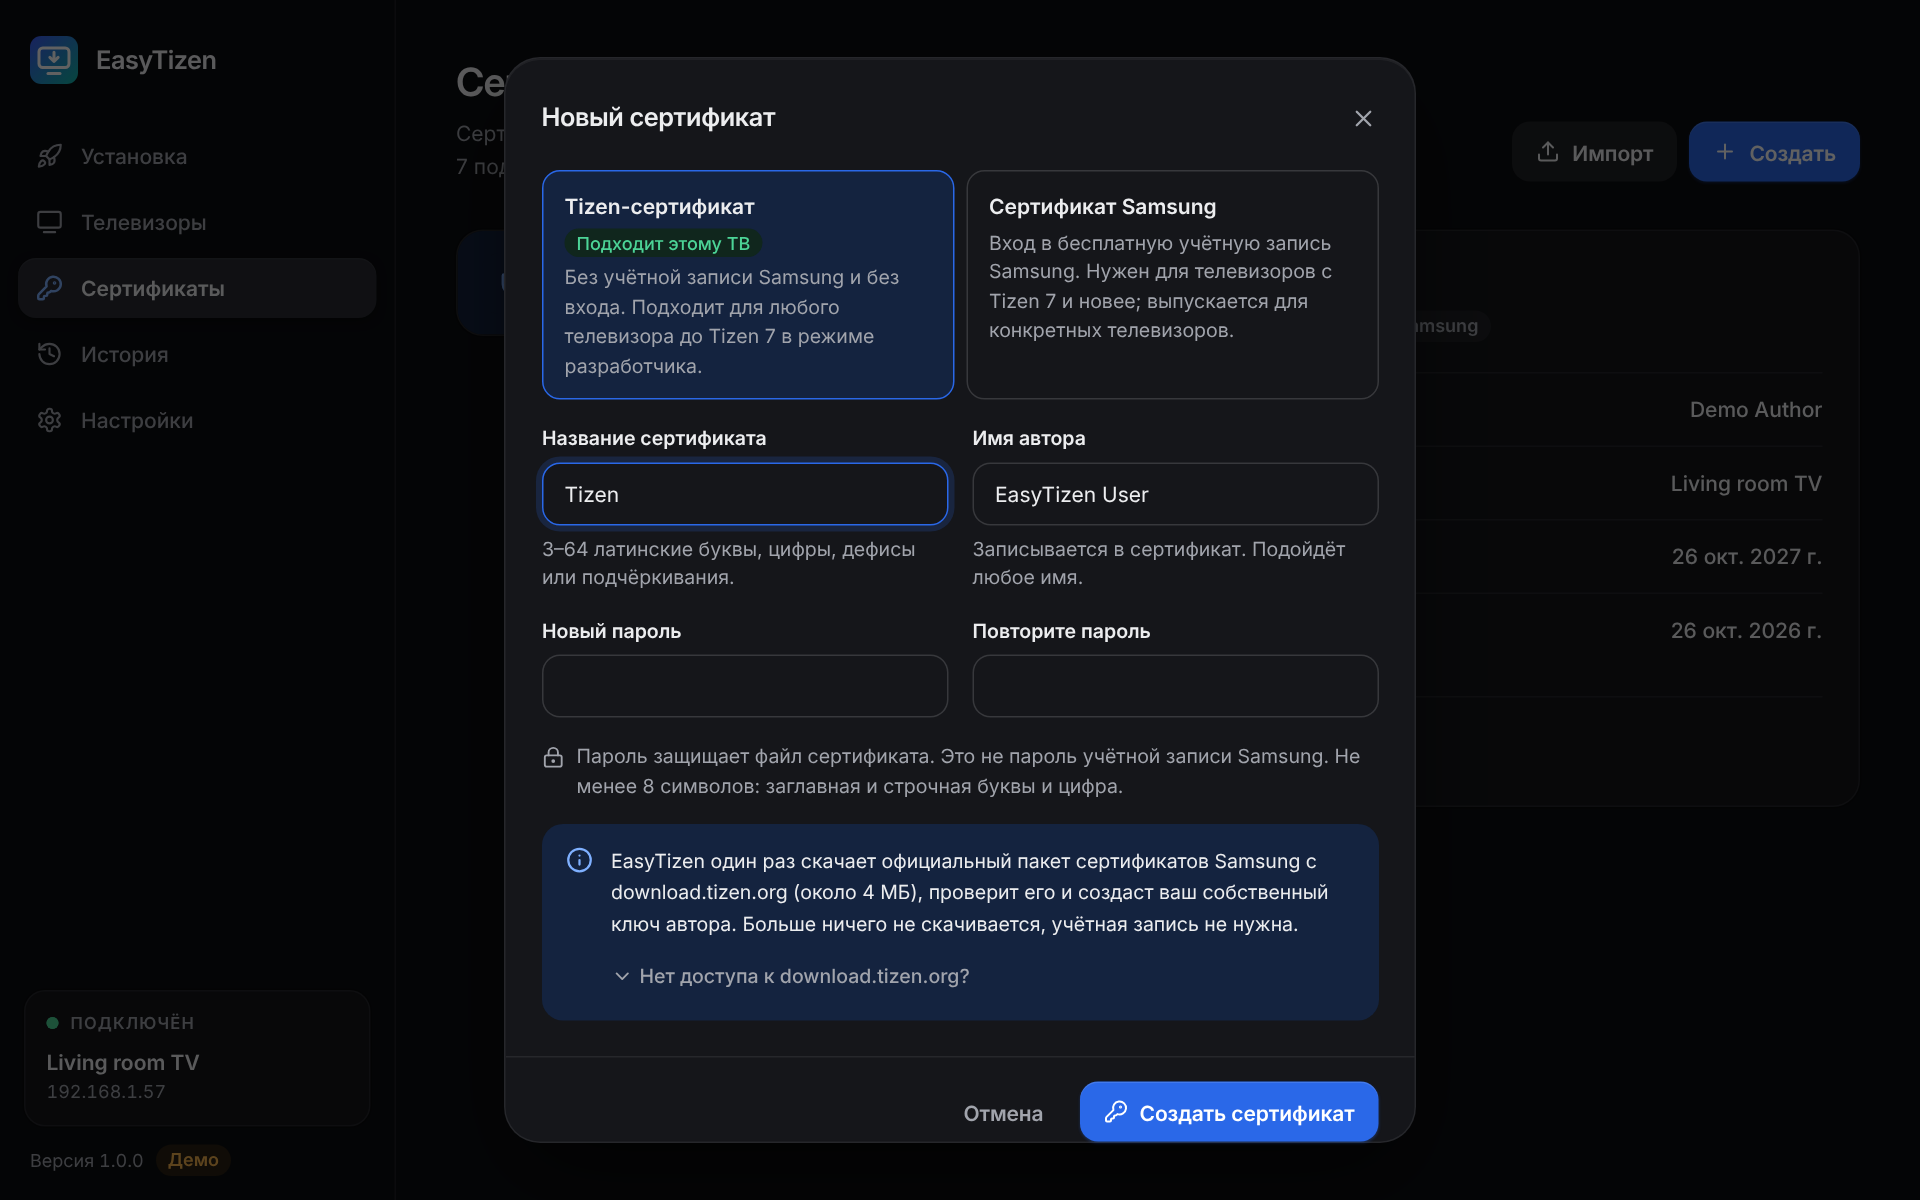 EasyTizen
Установка
Телевизоры
Сертификаты
История
Настройки
ПОДКЛЮЧЁН
Living room TV
192.168.1.57
Версия 1.0.0
Демо
Импорт
Создать
Demo Author
Living room TV
26 окт. 2027 г.
26 окт. 2026 г.
Новый сертификат
Tizen-сертификат
Подходит этому ТВ
Без учётной записи Samsung и без
входа. Подходит для любого
телевизора до Tizen 7 в режиме
разработчика.
Сертификат Samsung
Вход в бесплатную учётную запись
Samsung. Нужен для телевизоров с
Tizen 7 и новее; выпускается для
конкретных телевизоров.
Название сертификата
Tizen
3–64 латинские буквы, цифры, дефисы
или подчёркивания.
Имя автора
EasyTizen User
Записывается в сертификат. Подойдёт
любое имя.
Новый пароль
Повторите пароль
Пароль защищает файл сертификата. Это не пароль учётной записи Samsung. Не
менее 8 символов: заглавная и строчная буквы и цифра.
EasyTizen один раз скачает официальный пакет сертификатов Samsung с
download.tizen.org (около 4 МБ), проверит его и создаст ваш собственный
ключ автора. Больше ничего не скачивается, учётная запись не нужна.
Нет доступа к download.tizen.org?
Отмена
Создать сертификат